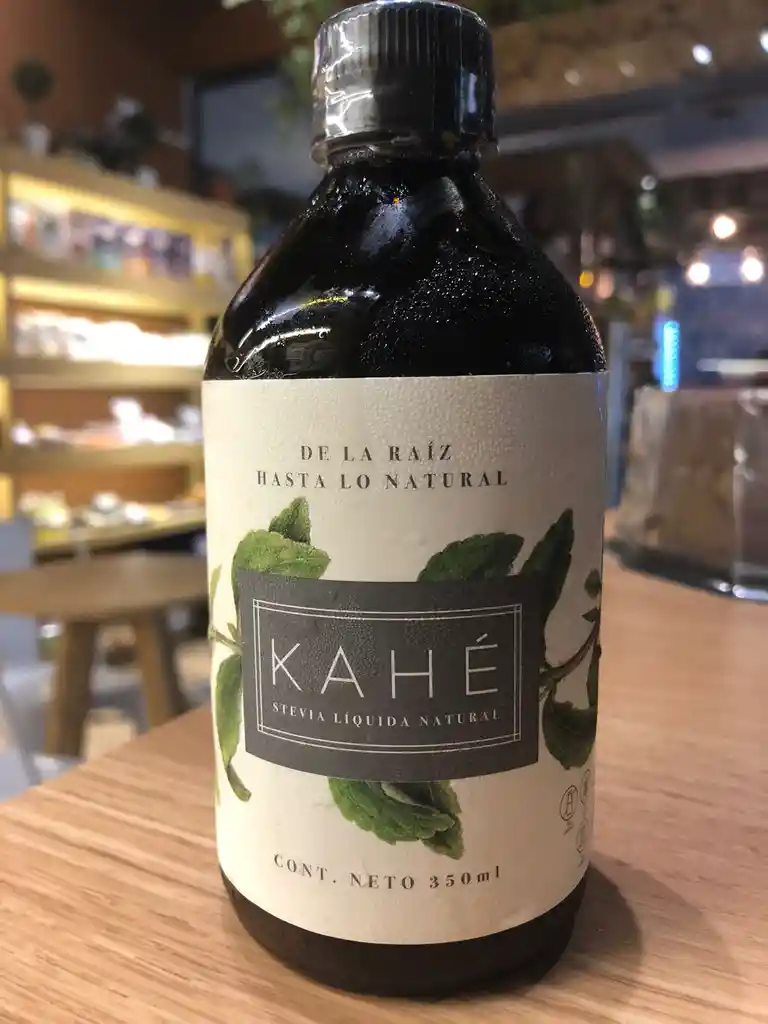 DE LA RAÍZ
HASTA LO NATURAL
KAHÉ
STEVIA LÍQUIDA NATURAL
CONT. NETO 350ml